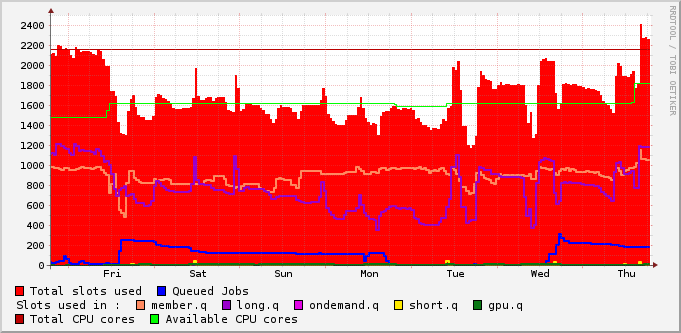 2400
2200
2000
1800
1600
1400
1200
1000
800
600
400
200
0
Fri Sat Sun Mon Tue Wed Thu
Total slots used Queued Jobs
Slots used in : member.q long.q ondemand.q short.q gpu.q
Total CPU cores Available CPU cores
RRDTOOL / TOBI OETIKER